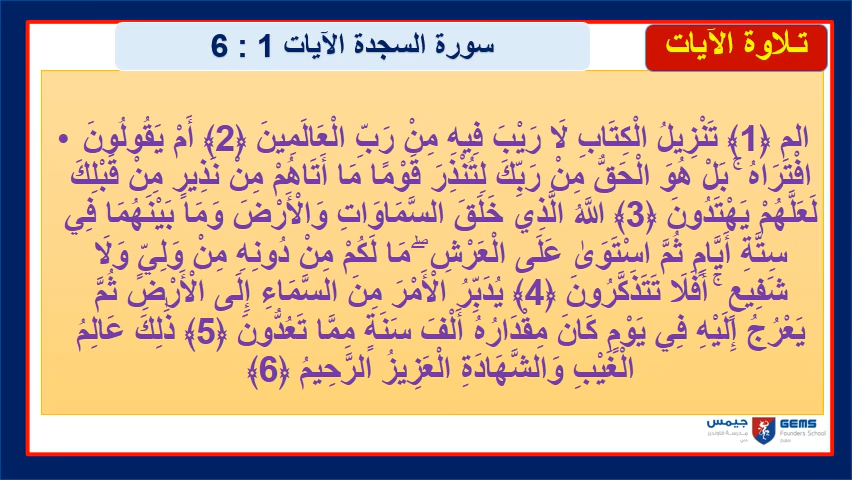 تـلاوة الآيات
سورة السجدة الآيات 1 : 6
• الم ﴿1﴾ تَنْزِيلُ الْكِتَابِ لَا رَيْبَ فِيهِ مِنْ رَبِّ الْعَالَمِينَ ﴿2﴾ أَمْ يَقُولُونَ
افْتَرَاهُ ۚ بَلْ هُوَ الْحَقُّ مِنْ رَبِّكَ لِتُنْذِرَ قَوْمًا مَا أَتَاهُمْ مِنْ نَذِيرٍ مِنْ قَبْلِكَ
لَعَلَّهُمْ يَهْتَدُونَ ﴿3﴾ اللَّهُ الَّذِي خَلَقَ السَّمَاوَاتِ وَالْأَرْضَ وَمَا بَيْنَهُمَا فِي
سِتَّةِ أَيَّامٍ ثُمَّ اسْتَوَىٰ عَلَى الْعَرْشِ ۖ مَا لَكُمْ مِنْ دُونِهِ مِنْ وَلِيٍّ وَلَا
شَفِيعٍ ۚ أَفَلَا تَتَذَكَّرُونَ ﴿4﴾ يُدَبِّرُ الْأَمْرَ مِنَ السَّمَاءِ إِلَى الْأَرْضِ ثُمَّ
يَعْرُجُ إِلَيْهِ فِي يَوْمٍ كَانَ مِقْدَارُهُ أَلْفَ سَنَةٍ مِمَّا تَعُدُّونَ ﴿5﴾ ذَٰلِكَ عَالِمُ
الْغَيْبِ وَالشَّهَادَةِ الْعَزِيزُ الرَّحِيمُ ﴿6﴾
جيمس
GEMS
Founders School